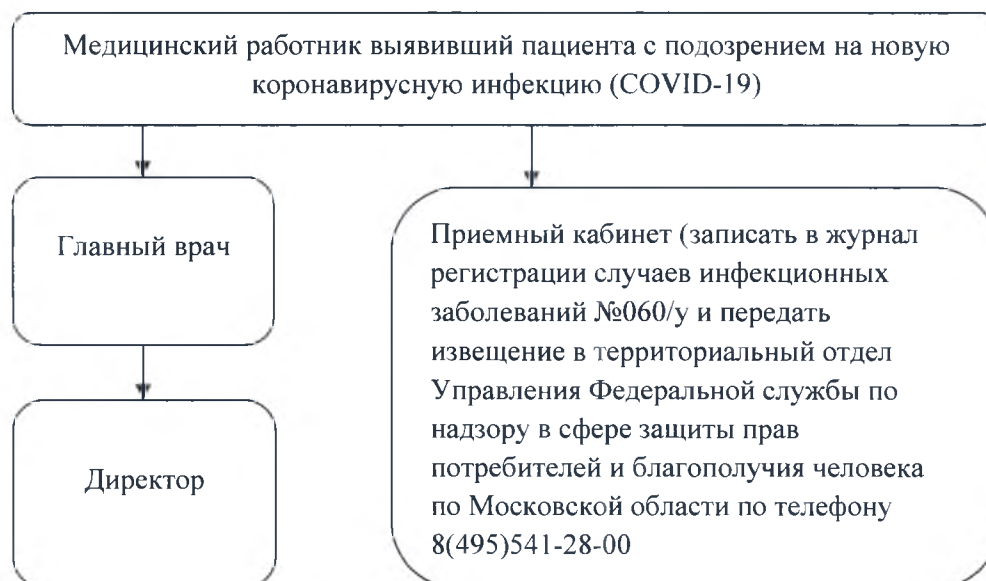 Медицинский работник выявивший пациента с подозрением на новую
коронавирусную инфекцию (COVID-19)
Главный врач
Приемный кабинет (записать в журнал
регистрации случаев инфекционных
заболеваний №060/у и передать
извещение в территориальный отдел
Управления Федеральной службы по
надзору в сфере защиты прав
потребителей и благополучия человека
по Московской области по телефону
8(495)541-28-00
Директор